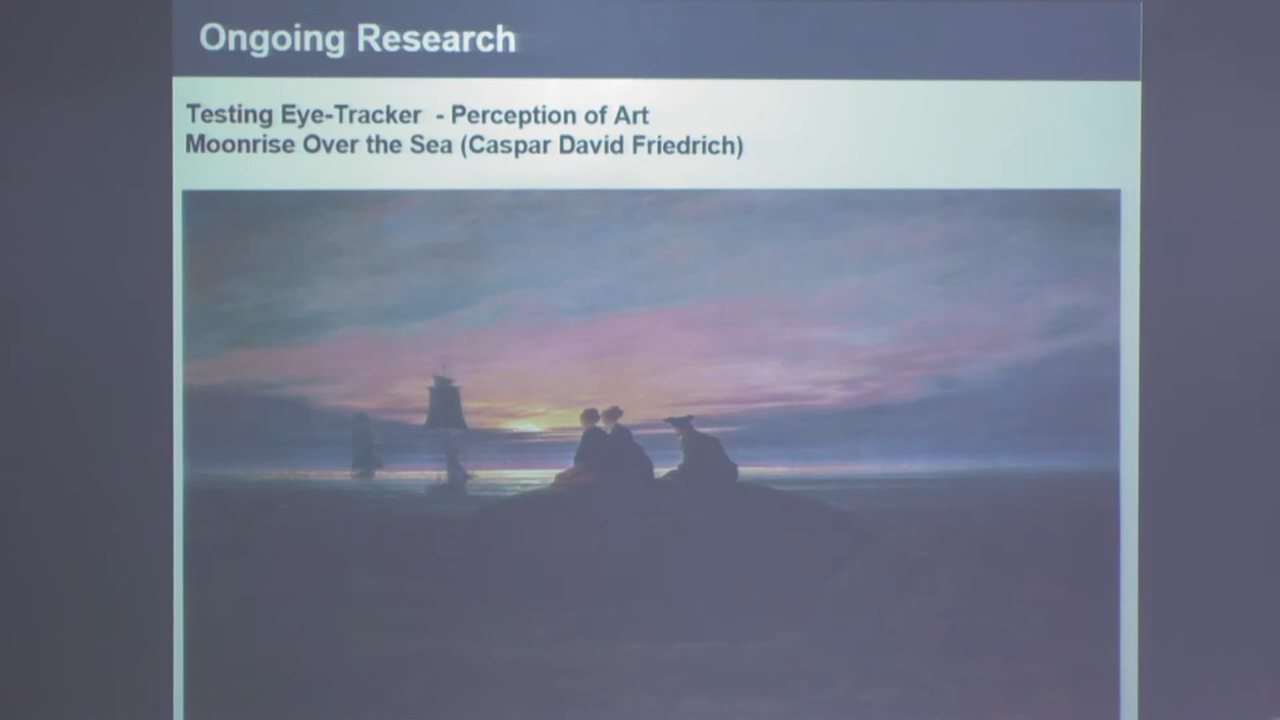 Ongoing Research
Testing Eye-Tracker - Perception of Art
Moonrise Over the Sea (Caspar David Friedrich)